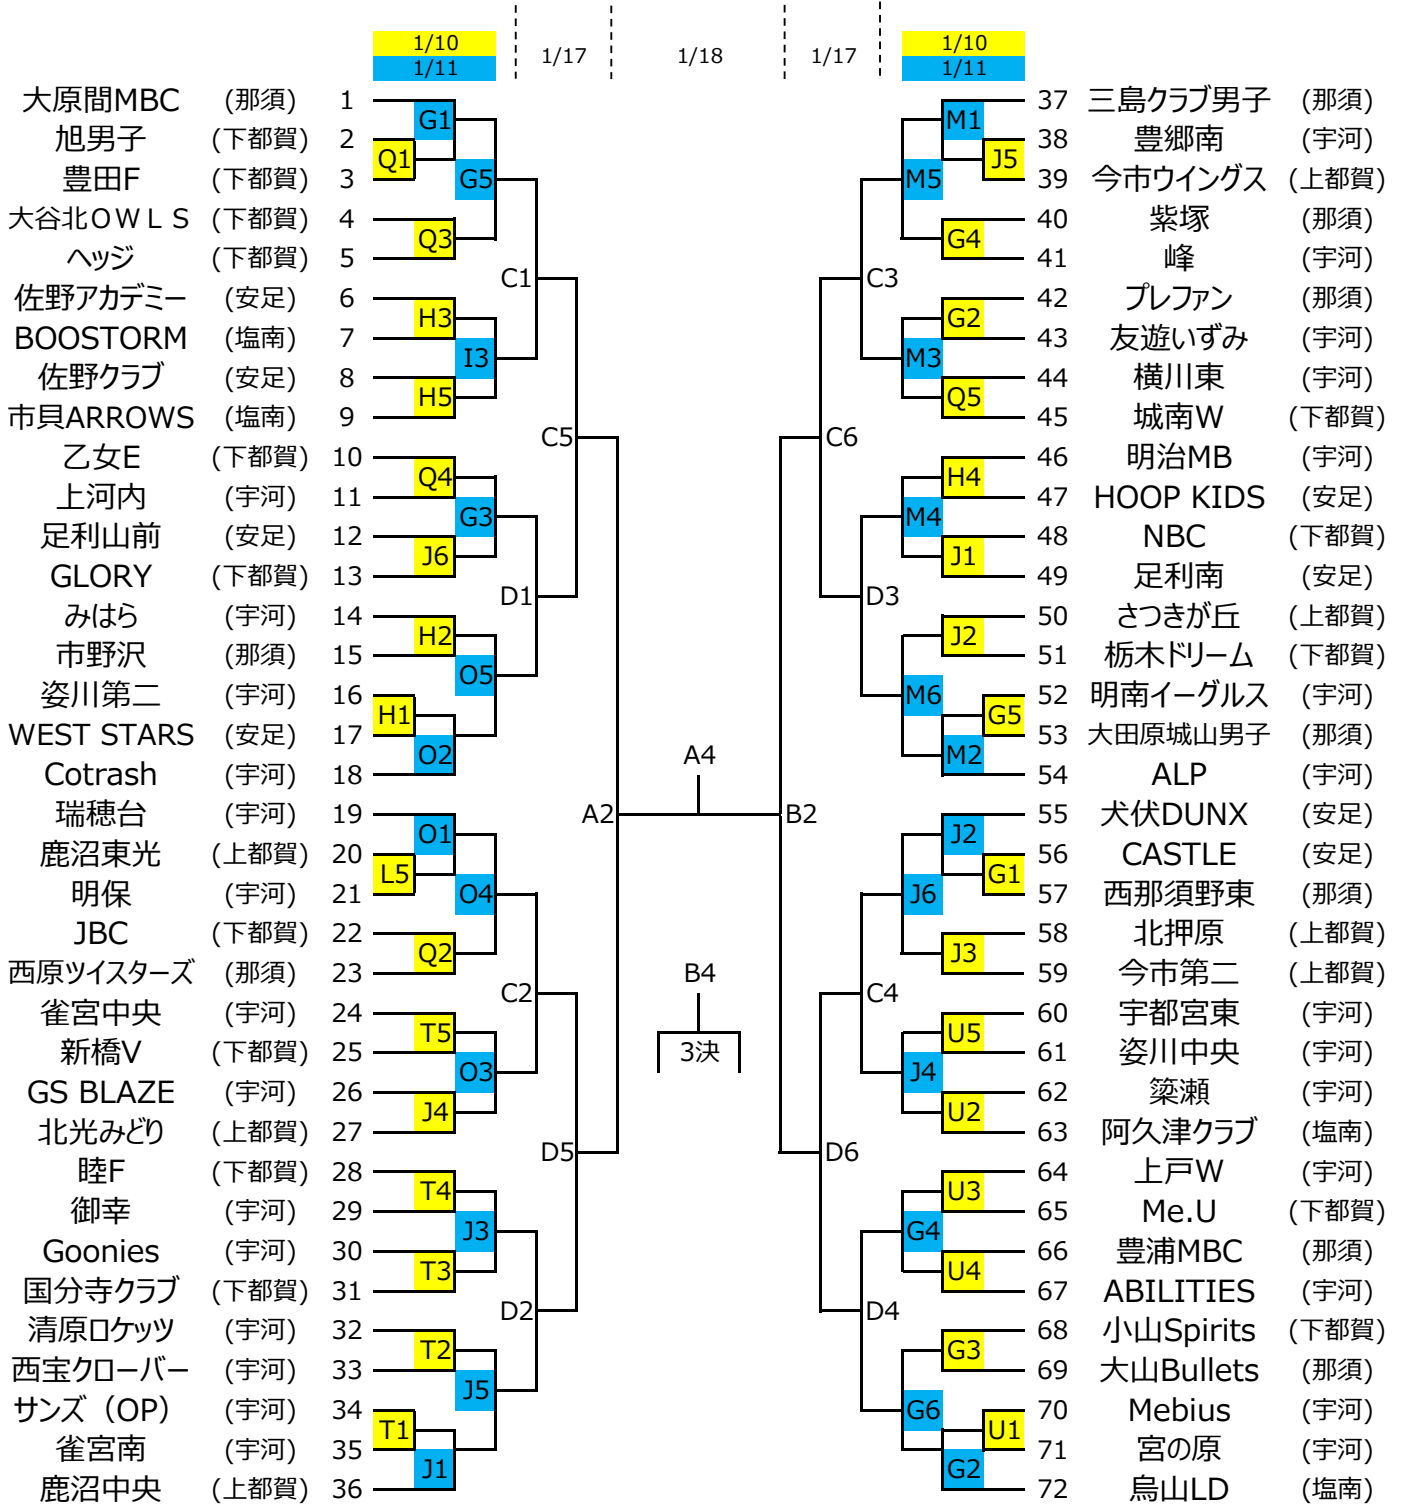 1/10 1/17 1/18 1/17 1/10
1/11 1/11
大原間MBC (那須) 1
旭男子 (下都賀) 2
豊田F (下都賀) 3
大谷北OWLS (下都賀) 4
ヘッジ (下都賀) 5
佐野アカデミー (安足) 6
BOOSTORM (塩南) 7
佐野クラブ (安足) 8
市貝ARROWS (塩南) 9
乙女E (下都賀) 10
上河内 (宇河) 11
足利山前 (安足) 12
GLORY (下都賀) 13
みはら (宇河) 14
市野沢 (那須) 15
姿川第二 (宇河) 16
WEST STARS (安足) 17
Cotrash (宇河) 18
瑞穂台 (宇河) 19
鹿沼東光 (上都賀) 20
明保 (宇河) 21
JBC (下都賀) 22
西原ツイスターズ (那須) 23
雀宮中央 (宇河) 24
新橋V (下都賀) 25
GS BLAZE (宇河) 26
北光みどり (上都賀) 27
睦F (下都賀) 28
御幸 (宇河) 29
Goonies (宇河) 30
国分寺クラブ (下都賀) 31
清原ロケッツ (宇河) 32
西宝クローバー (宇河) 33
サンズ（OP） (宇河) 34
雀宮南 (宇河) 35
鹿沼中央 (上都賀) 36
G1
Q1
G5
Q3
C1
H3
I3
H5
C5
Q4
G3
J6
D1
H2
O5
H1
O2
A2
O1
L5
O4
Q2
C2
T5
O3
J4
D5
T4
J3
T3
D2
T2
J5
T1
J1
A4
B4
3決
M1
J5
M5
G4
C3
G2
M3
Q5
C6
H4
M4
J1
D3
J2
M6
G5
M2
B2
J2
G1
J6
J3
C4
U5
J4
U2
D6
U3
G4
U4
D4
G3
G6
U1
G2
37 三島クラブ男子 (那須)
38 豊郷南 (宇河)
39 今市ウイングス (上都賀)
40 紫塚 (那須)
41 峰 (宇河)
42 プレファン (那須)
43 友遊いずみ (宇河)
44 横川東 (宇河)
45 城南W (下都賀)
46 明治MB (宇河)
47 HOOP KIDS (安足)
48 NBC (下都賀)
49 足利南 (安足)
50 さつきが丘 (上都賀)
51 栃木ドリーム (下都賀)
52 明南イーグルス (宇河)
53 大田原城山男子 (那須)
54 ALP (宇河)
55 犬伏DUNX (安足)
56 CASTLE (安足)
57 西那須野東 (那須)
58 北押原 (上都賀)
59 今市第二 (上都賀)
60 宇都宮東 (宇河)
61 姿川中央 (宇河)
62 簗瀬 (宇河)
63 阿久津クラブ (塩南)
64 上戸W (宇河)
65 Me.U (下都賀)
66 豊浦MBC (那須)
67 ABILITIES (宇河)
68 小山Spirits (下都賀)
69 大山Bullets (那須)
70 Mebius (宇河)
71 宮の原 (宇河)
72 烏山LD (塩南)